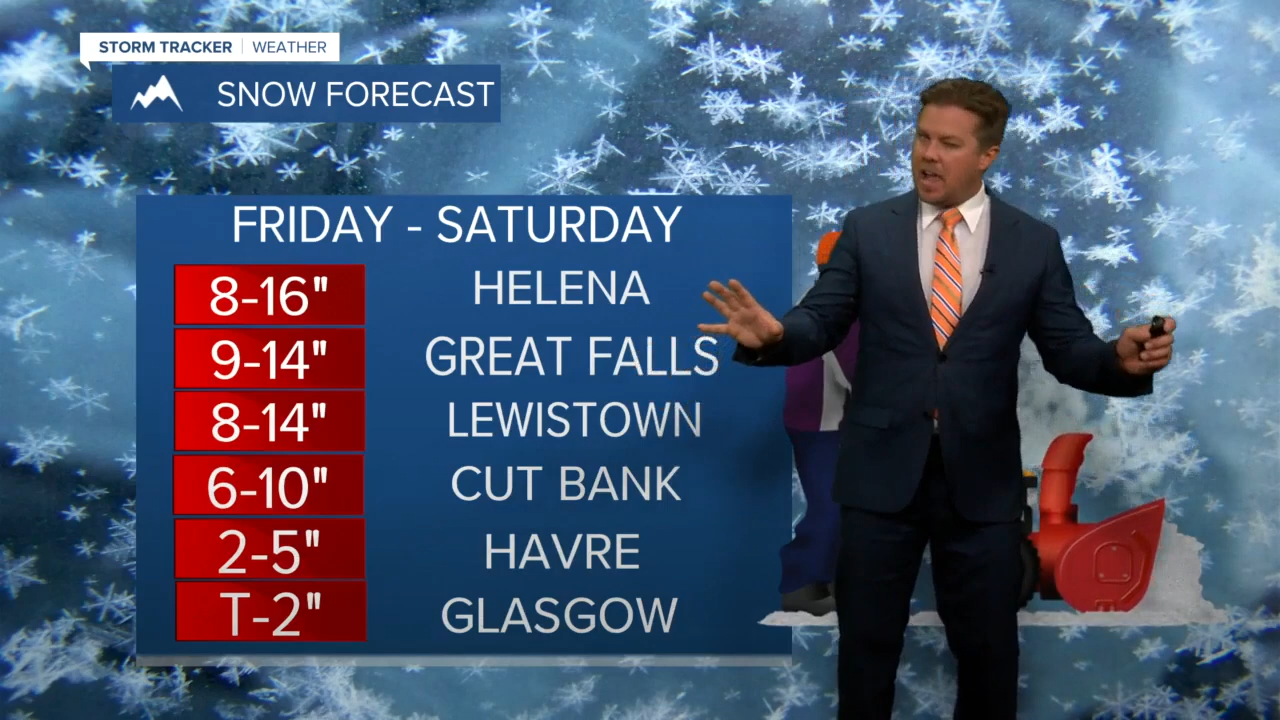 STORM TRACKER | WEATHER
SNOW FORECAST
FRIDAY - SATURDAY
8-16" HELENA
9-14" GREAT FALLS
8-14" LEWISTOWN
6-10" CUT BANK
2-5" HAVRE
T-2" GLASGOW